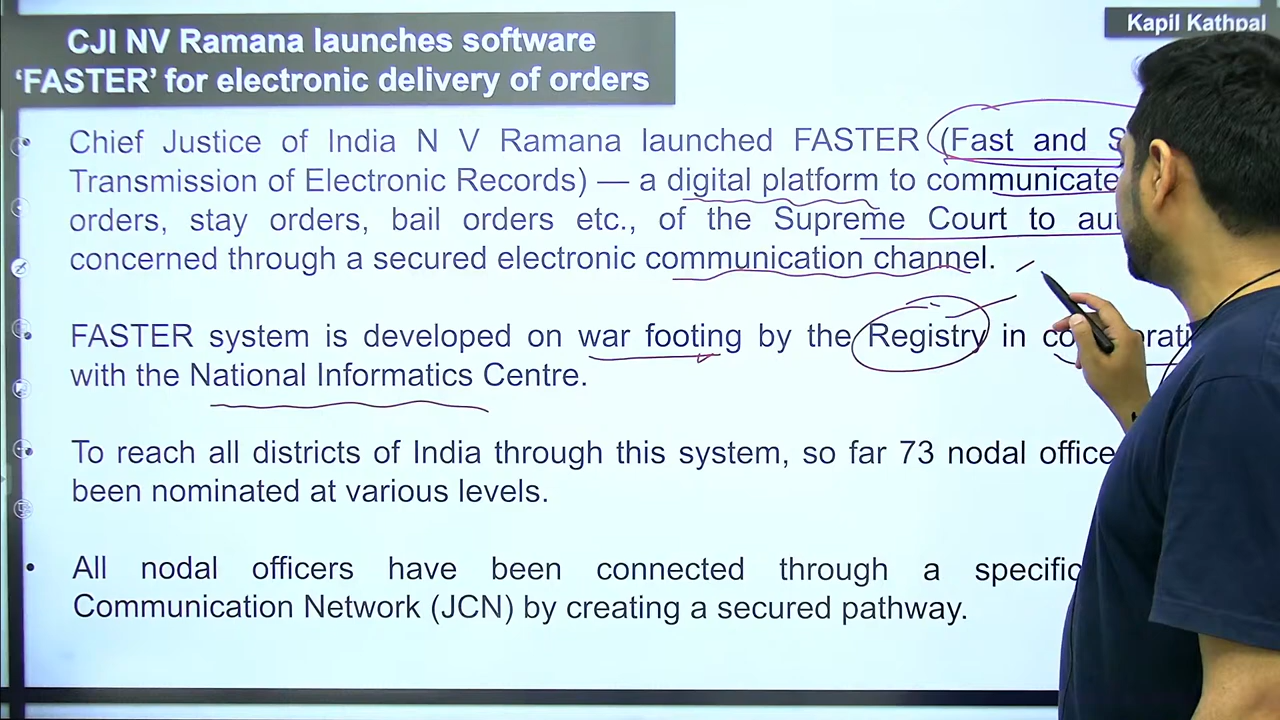 Kapil Kathpal
CJI NV Ramana launches software
‘FASTER’ for electronic delivery of orders
• Chief Justice of India N V Ramana launched FASTER (Fast and S
Transmission of Electronic Records) — a digital platform to communicate
orders, stay orders, bail orders etc., of the Supreme Court to aut
concerned through a secured electronic communication channel.
• FASTER system is developed on war footing by the Registry in co
with the National Informatics Centre.
• To reach all districts of India through this system, so far 73 nodal office
been nominated at various levels.
• All nodal officers have been connected through a specific
Communication Network (JCN) by creating a secured pathway.